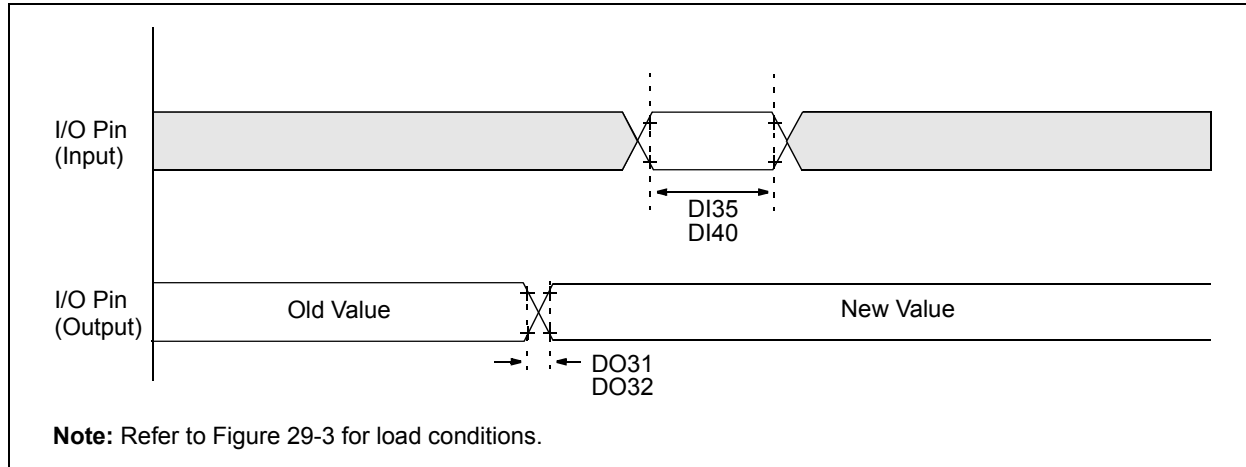 I/O Pin
(Input)
DI35
DI40
I/O Pin
(Output)
Old Value
New Value
DO31
DO32
Note: Refer to Figure 29-3 for load conditions.